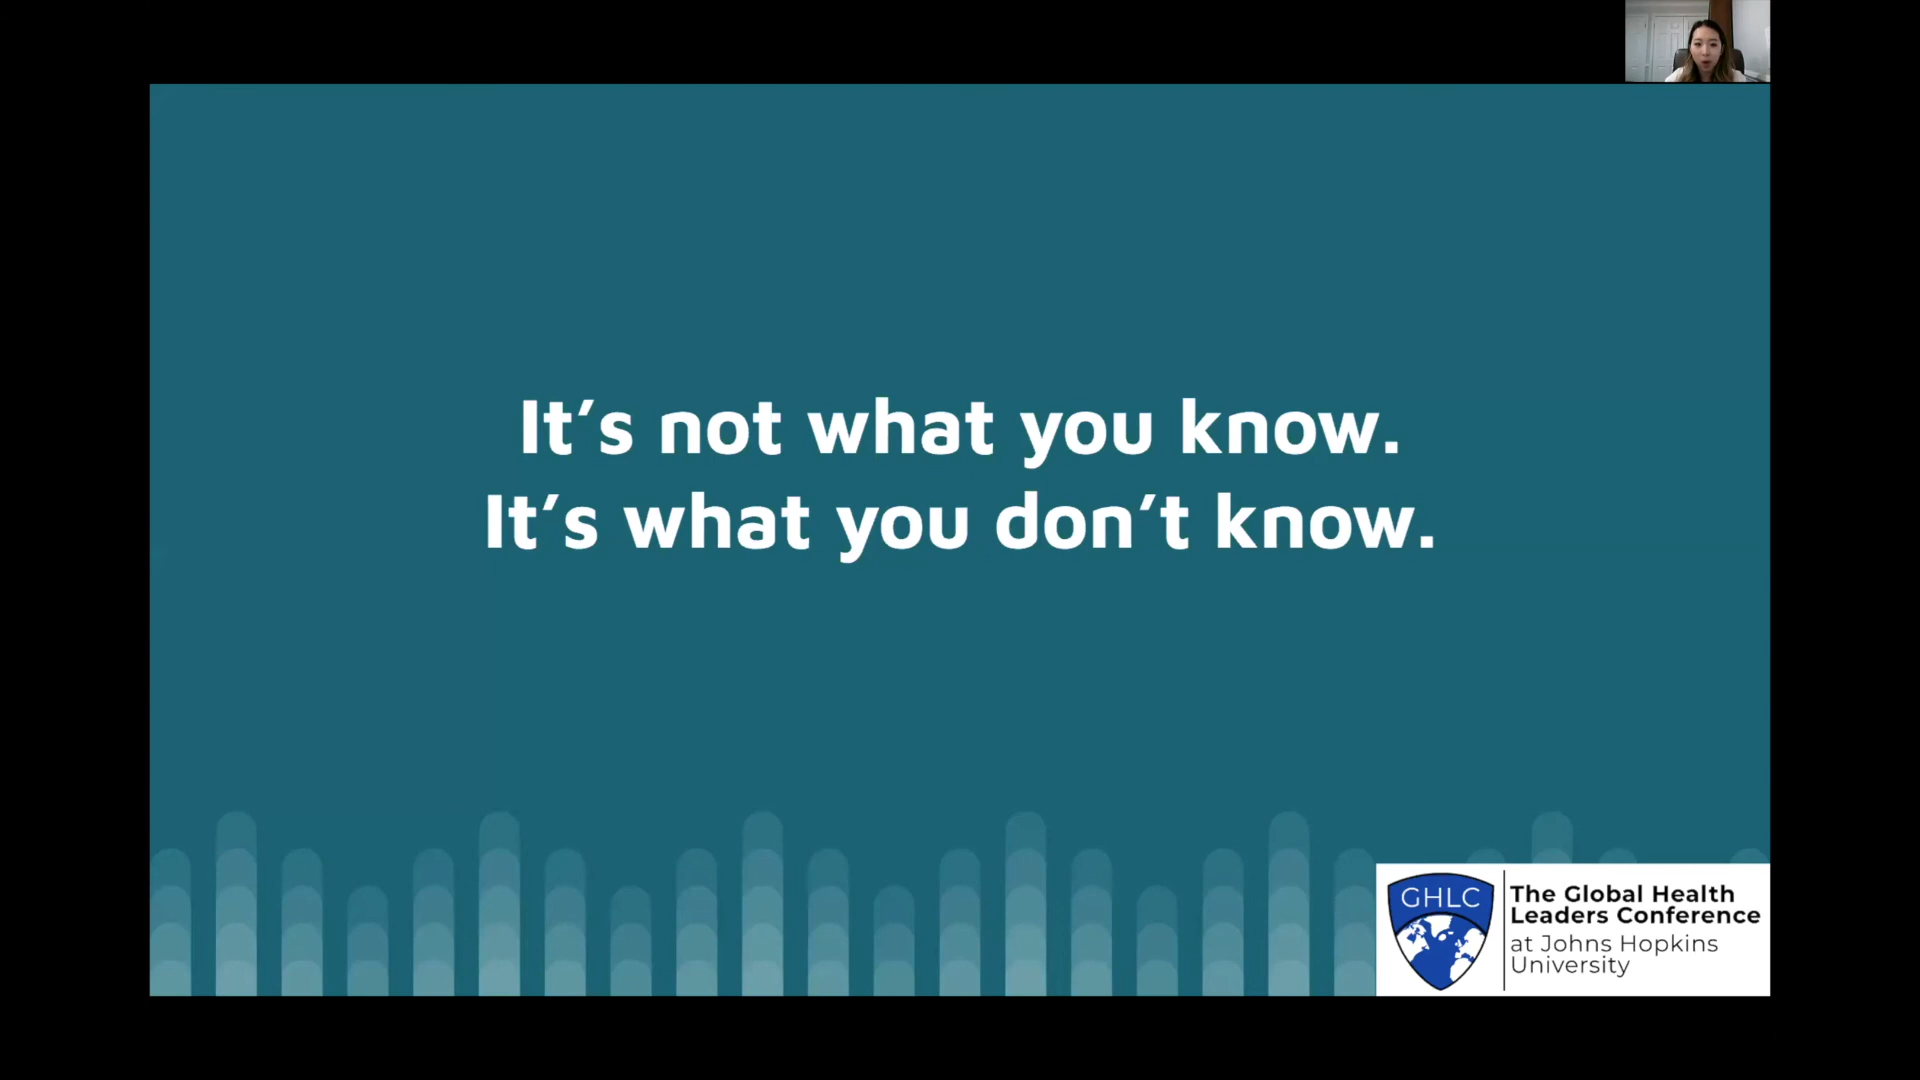 It’s not what you know.
It’s what you don’t know.
GHLC
The Global Health
Leaders Conference
at Johns Hopkins
University